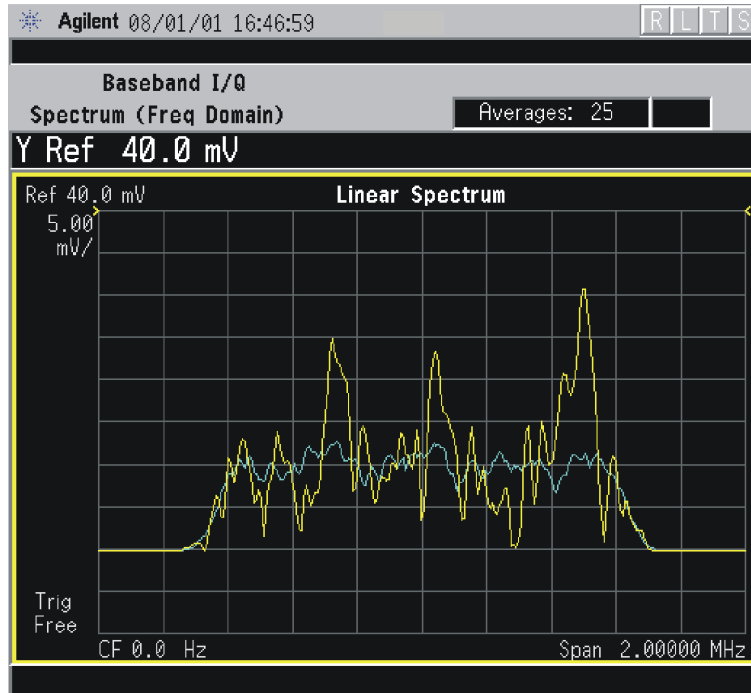 Agilent 08/01/01 16:46:59 R L T S
Baseband I/Q
Spectrum (Freq Domain)
Averages: 25
Y Ref 40.0 mV
Ref 40.0 mV Linear Spectrum
5.00
mV/
Trig
Free
CF 0.0 Hz Span 2.00000 MHz